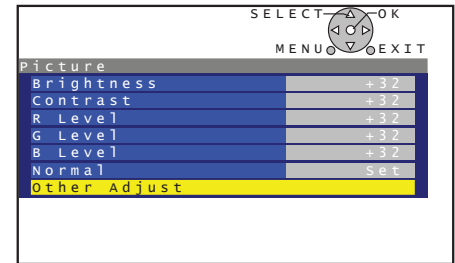 SELECT OK
MENU EXIT
Picture
Brightness +32
Contrast +32
R Level +32
G Level +32
B Level +32
Normal Set
Other Adjust